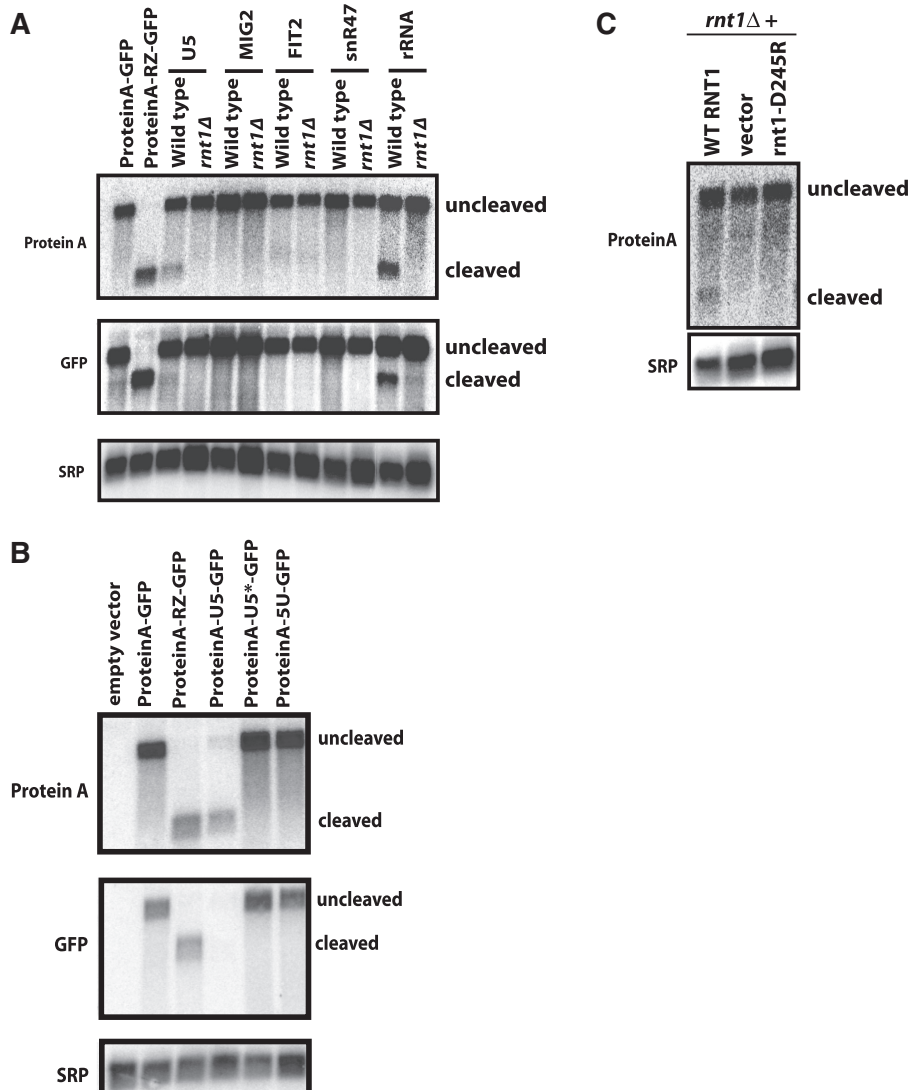 A
ProteinA-GFP
ProteinA-RZ-GFP
U5
MIG2
FIT2
snR47
rRNA
Wild type
rnt1Δ
Wild type
rnt1Δ
Wild type
rnt1Δ
Wild type
rnt1Δ
Wild type
rnt1Δ
Protein A
uncleaved
cleaved
GFP
uncleaved
cleaved
SRP
B
empty vector
ProteinA-GFP
ProteinA-RZ-GFP
ProteinA-U5-GFP
ProteinA-U5*-GFP
ProteinA-5U-GFP
Protein A
uncleaved
cleaved
GFP
uncleaved
cleaved
SRP
C
rnt1Δ +
WT RNT1
vector
rnt1-D245R
ProteinA
uncleaved
cleaved
SRP